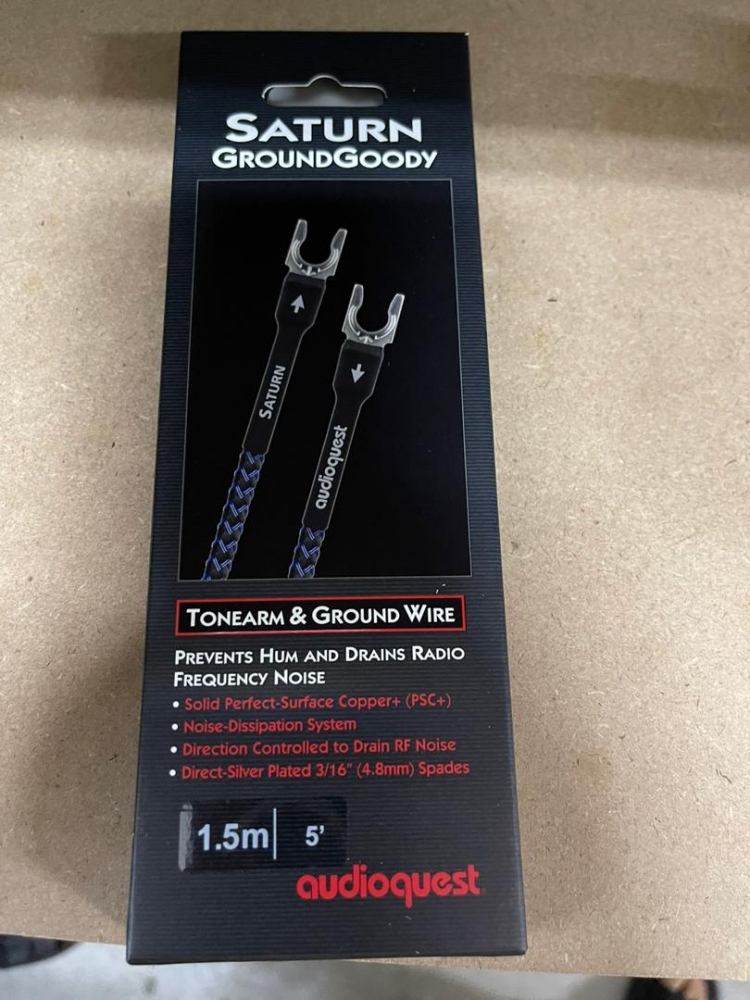 SATURN
GROUNDGOODY
SATURN
audioquest
TONEARM & GROUND WIRE
PREVENTS HUM AND DRAINS RADIO
FREQUENCY NOISE
• Solid Perfect-Surface Copper+ (PSC+)
• Noise-Dissipation System
• Direction Controlled to Drain RF Noise
• Direct-Silver Plated 3/16" (4.8mm) Spades
1.5m 5'
audioquest